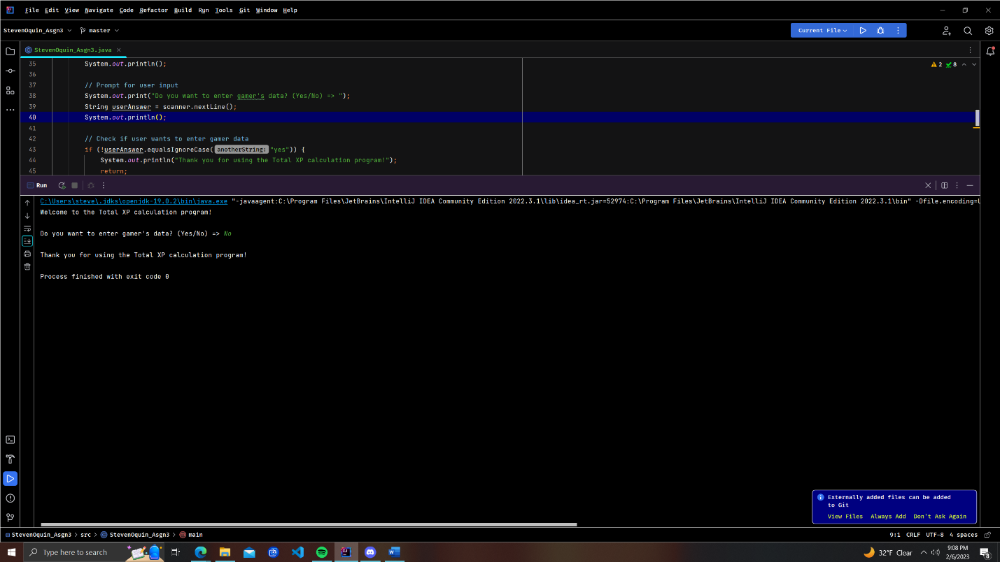 File Edit View Navigate Code Refactor Build Run Tools Git Window Help
StevenOquin_Asgn3 master Current File
StevenOquin_Asgn3.java
2 8
35 System.out.println();
36
37 // Prompt for user input
38 System.out.print("Do you want to enter gamer's data? (Yes/No) => ");
39 String userAnswer = scanner.nextLine();
40 System.out.println();
41
42 // Check if user wants to enter gamer data
43 if (!userAnswer.equalsIgnoreCase( anotherString: "yes")) {
44 System.out.println("Thank you for using the Total XP calculation program!");
45 return;
Run
C:\Users\steve\.jdks\openjdk-19.0.2\bin\java.exe "-javaagent:C:\Program Files\JetBrains\IntelliJ IDEA Community Edition 2022.3.1\lib\idea_rt.jar=52974:C:\Program Files\JetBrains\IntelliJ IDEA Community Edition 2022.3.1\bin" -Dfile.encoding=U
Welcome to the Total XP calculation program!
Do you want to enter gamer's data? (Yes/No) => No
Thank you for using the Total XP calculation program!
Process finished with exit code 0
Externally added files can be added
to Git
View Files Always Add Don't Ask Again
StevenOquin_Asgn3 > src > StevenOquin_Asgn3 > main 9:1 CRLF UTF-8 4 spaces
Type here to search 32°F Clear 9:08 PM
2/6/2023 8